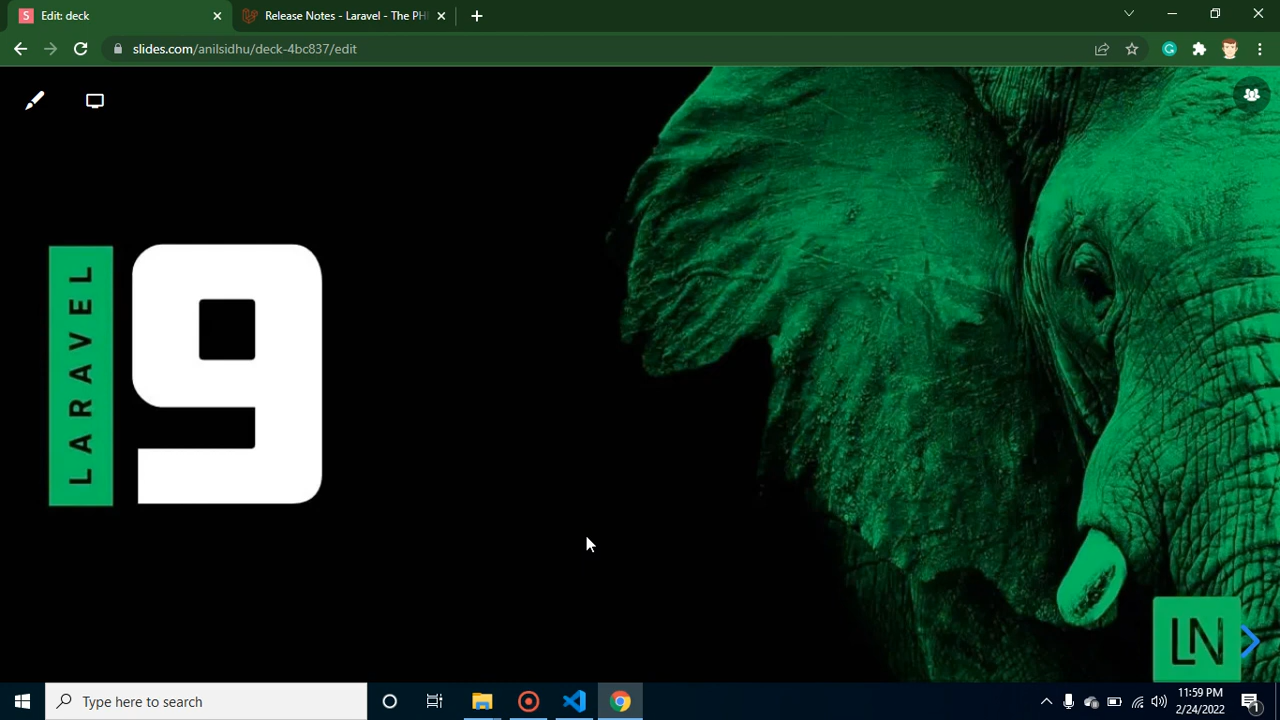 Edit: deck
Release Notes - Laravel - The PH
slides.com/anilsidhu/deck-4bc837/edit
LARAVEL
9
LN
Type here to search
11:59 PM
2/24/2022
1